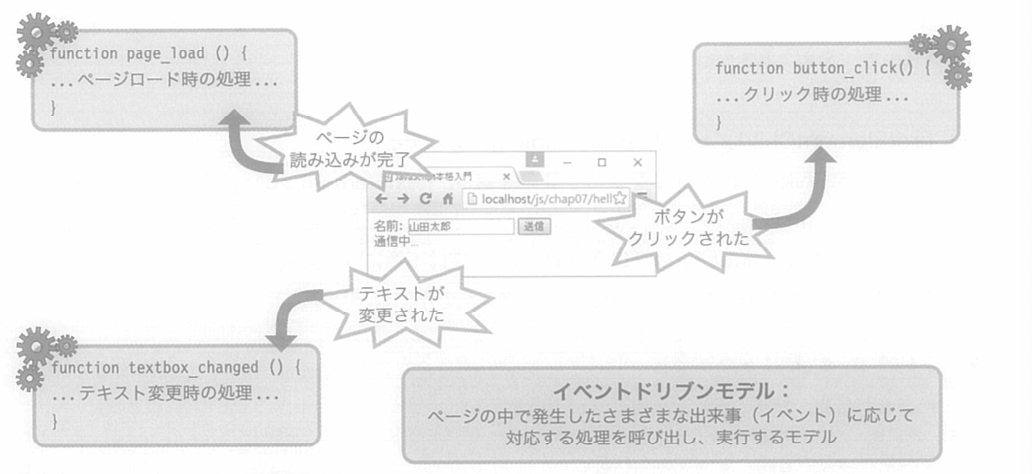 function page_load () {
...ページロード時の処理...
}
ページの
読み込みが完了
function button_click() {
...クリック時の処理...
}
JavaScript本格入門
localhost/js/chap07/hell
名前: 山田太郎 送信
通信中...
ボタンが
クリックされた
テキストが
変更された
function textbox_changed () {
...テキスト変更時の処理...
}
イベントドリブンモデル：
ページの中で発生したさまざまな出来事（イベント）に応じて
対応する処理を呼び出し、実行するモデル